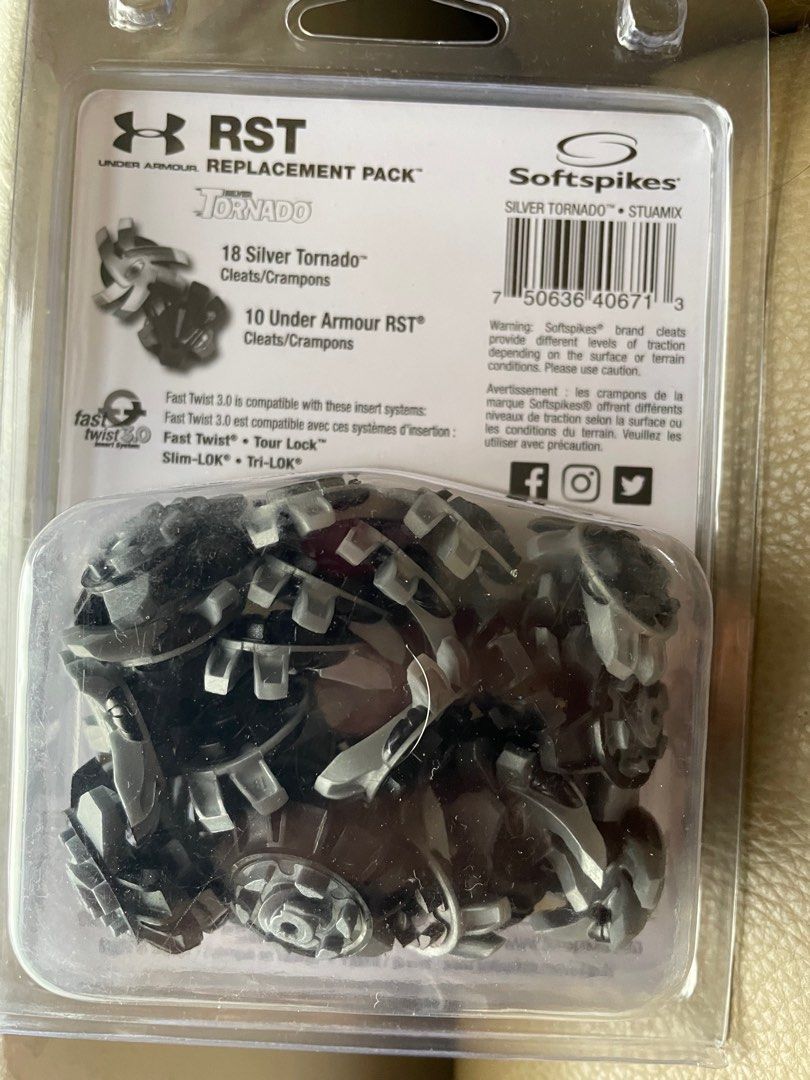 UNDER ARMOUR.
RST
REPLACEMENT PACK™
SILVER
TORNADO
18 Silver Tornado™
Cleats/Crampons
10 Under Armour RST®
Cleats/Crampons
fast
twist 3.0
Insert System
Fast Twist 3.0 is compatible with these insert systems:
Fast Twist 3.0 est compatible avec ces systèmes d'insertion :
Fast Twist® • Tour Lock™
Slim-LOK® • Tri-LOK®
Softspikes®
SILVER TORNADO™ • STUAMIX
7 50636 40671 3
Warning: Softspikes® brand cleats
provide different levels of traction
depending on the surface or terrain
conditions. Please use caution.
Avertissement : les crampons de la
marque Softspikes® offrant différents
niveaux de traction selon la surface ou
les conditions du terrain. Veuillez les
utiliser avec précaution.